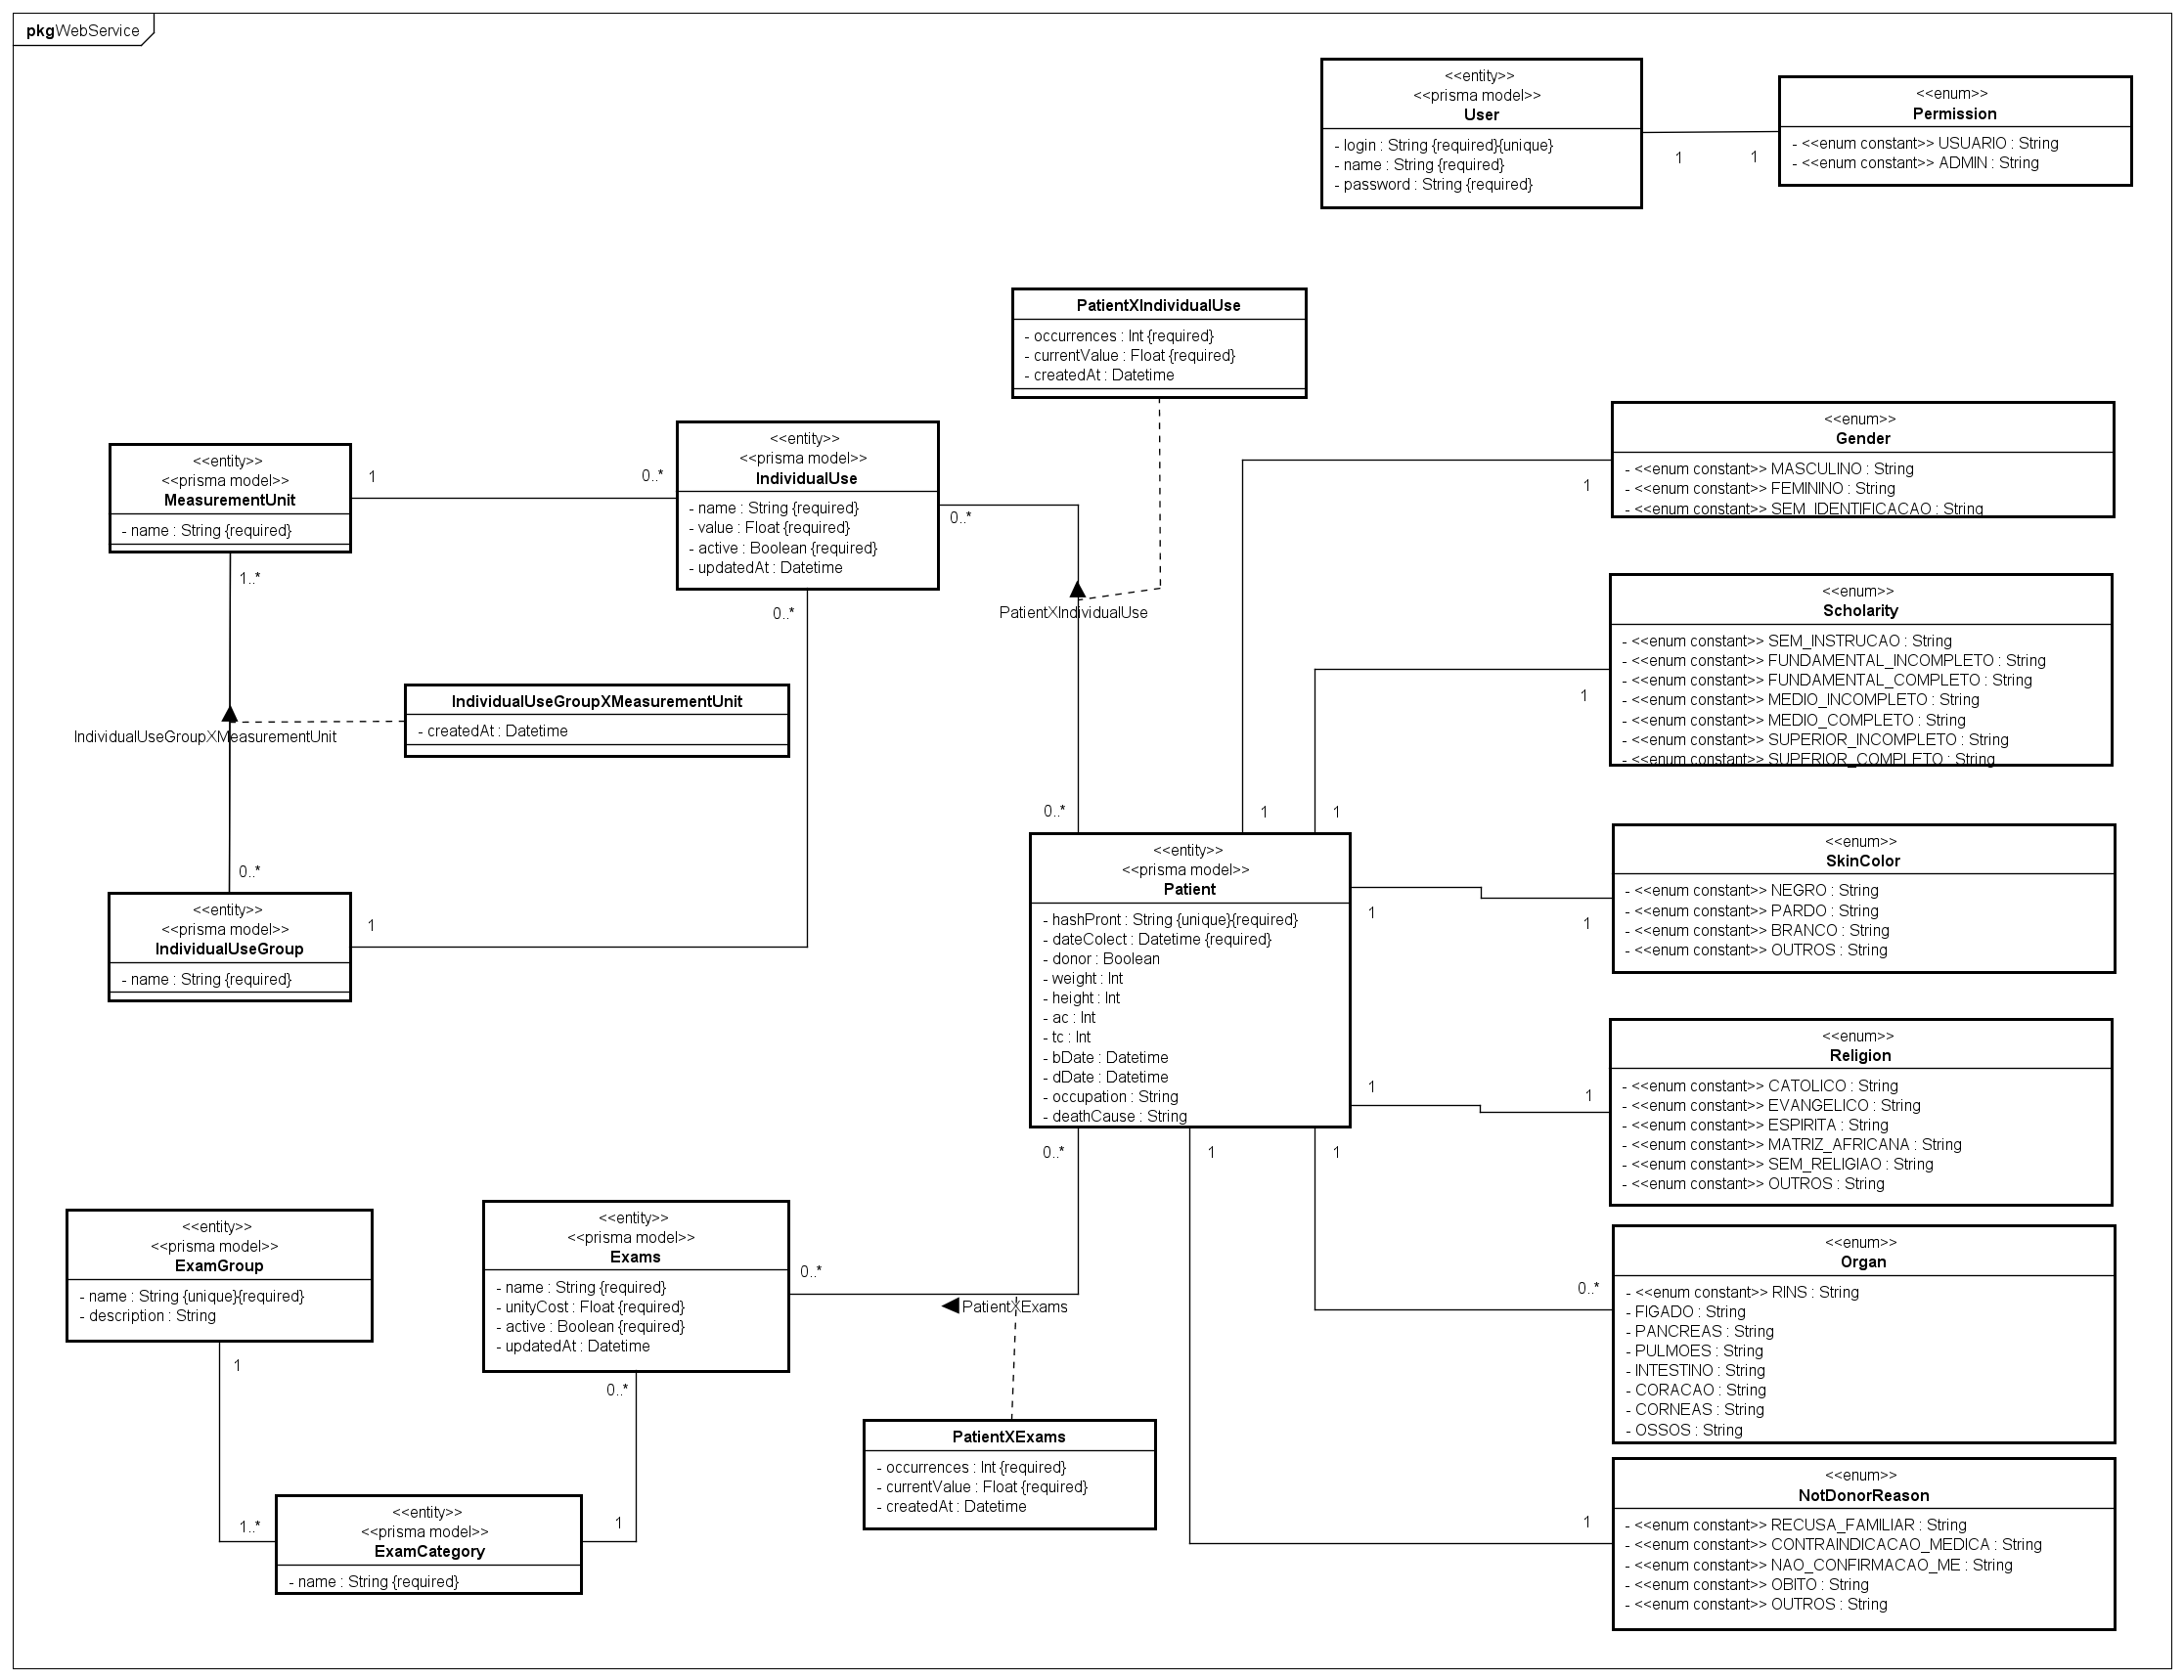 pkgWebService
<<entity>>
<<prisma model>>
User
- login : String {required}{unique}
- name : String {required}
- password : String {required}
1
1
<<enum>>
Permission
- <<enum constant>> USUARIO : String
- <<enum constant>> ADMIN : String
PatientXIndividualUse
- occurrences : Int {required}
- currentValue : Float {required}
- createdAt : Datetime
<<entity>>
<<prisma model>>
MeasurementUnit
- name : String {required}
1
0..*
1..*
<<entity>>
<<prisma model>>
IndividualUse
- name : String {required}
- value : Float {required}
- active : Boolean {required}
- updatedAt : Datetime
0..*
0..*
PatientXIndividualUse
0..*
<<enum>>
Gender
- <<enum constant>> MASCULINO : String
- <<enum constant>> FEMININO : String
- <<enum constant>> SEM_IDENTIFICACAO : String
1
1
<<enum>>
Scholarity
- <<enum constant>> SEM_INSTRUCAO : String
- <<enum constant>> FUNDAMENTAL_INCOMPLETO : String
- <<enum constant>> FUNDAMENTAL_COMPLETO : String
- <<enum constant>> MEDIO_INCOMPLETO : String
- <<enum constant>> MEDIO_COMPLETO : String
- <<enum constant>> SUPERIOR_INCOMPLETO : String
- <<enum constant>> SUPERIOR_COMPLETO : String
1
1
IndividualUseGroupXMeasurementUnit
- createdAt : Datetime
IndividualUseGroupXMeasurementUnit
0..*
<<entity>>
<<prisma model>>
IndividualUseGroup
- name : String {required}
1
<<entity>>
<<prisma model>>
Patient
- hashPront : String {unique}{required}
- dateColect : Datetime {required}
- donor : Boolean
- weight : Int
- height : Int
- ac : Int
- tc : Int
- bDate : Datetime
- dDate : Datetime
- occupation : String
- deathCause : String
1
1
<<enum>>
SkinColor
- <<enum constant>> NEGRO : String
- <<enum constant>> PARDO : String
- <<enum constant>> BRANCO : String
- <<enum constant>> OUTROS : String
1
1
<<enum>>
Religion
- <<enum constant>> CATOLICO : String
- <<enum constant>> EVANGELICO : String
- <<enum constant>> ESPIRITA : String
- <<enum constant>> MATRIZ_AFRICANA : String
- <<enum constant>> SEM_RELIGIAO : String
- <<enum constant>> OUTROS : String
0..*
1
1
<<entity>>
<<prisma model>>
ExamGroup
- name : String {unique}{required}
- description : String
1
<<entity>>
<<prisma model>>
Exams
- name : String {required}
- unityCost : Float {required}
- active : Boolean {required}
- updatedAt : Datetime
0..*
0..*
PatientXExams
0..*
<<enum>>
Organ
- <<enum constant>> RINS : String
- FIGADO : String
- PANCREAS : String
- PULMOES : String
- INTESTINO : String
- CORACAO : String
- CORNEAS : String
- OSSOS : String
PatientXExams
- occurrences : Int {required}
- currentValue : Float {required}
- createdAt : Datetime
1..*
1
<<entity>>
<<prisma model>>
ExamCategory
- name : String {required}
1
<<enum>>
NotDonorReason
- <<enum constant>> RECUSA_FAMILIAR : String
- <<enum constant>> CONTRAINDICACAO_MEDICA : String
- <<enum constant>> NAO_CONFIRMACAO_ME : String
- <<enum constant>> OBITO : String
- <<enum constant>> OUTROS : String